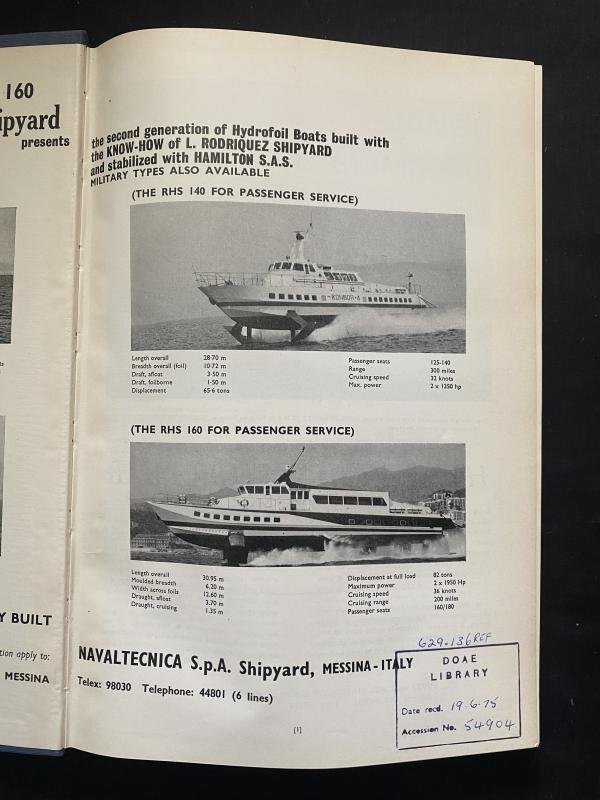 160
ipyard
presents
Y BUILT
tion apply to:
MESSINA
the second generation of Hydrofoil Boats built with
the KNOW-HOW of L. RODRIQUEZ SHIPYARD
and stabilized with HAMILTON S.A.S.
MILITARY TYPES ALSO AVAILABLE
(THE RHS 140 FOR PASSENGER SERVICE)
Length overall 28·70 m
Breadth overall (foil) 10·72 m
Draft, afloat 3·50 m
Draft, foilborne 1·50 m
Displacement 65·6 tons
Passenger seats 125-140
Range 300 miles
Cruising speed 32 knots
Max. power 2 x 1350 hp
(THE RHS 160 FOR PASSENGER SERVICE)
Length overall 30.95 m
Moulded breadth 6.20 m
Width across foils 12.60 m
Draught, afloat 3.70 m
Draught, cruising 1.35 m
Displacement at full load 82 tons
Maximum power 2 x 1950 Hp
Cruising speed 36 knots
Cruising range 200 miles
Passenger seats 160/180
NAVALTECNICA S.p.A. Shipyard, MESSINA - ITALY
Telex: 98030 Telephone: 44801 (6 lines)
[1]
629.136 REF
DOAE
LIBRARY
Date recd. 19.6.75
Accession No. 54904